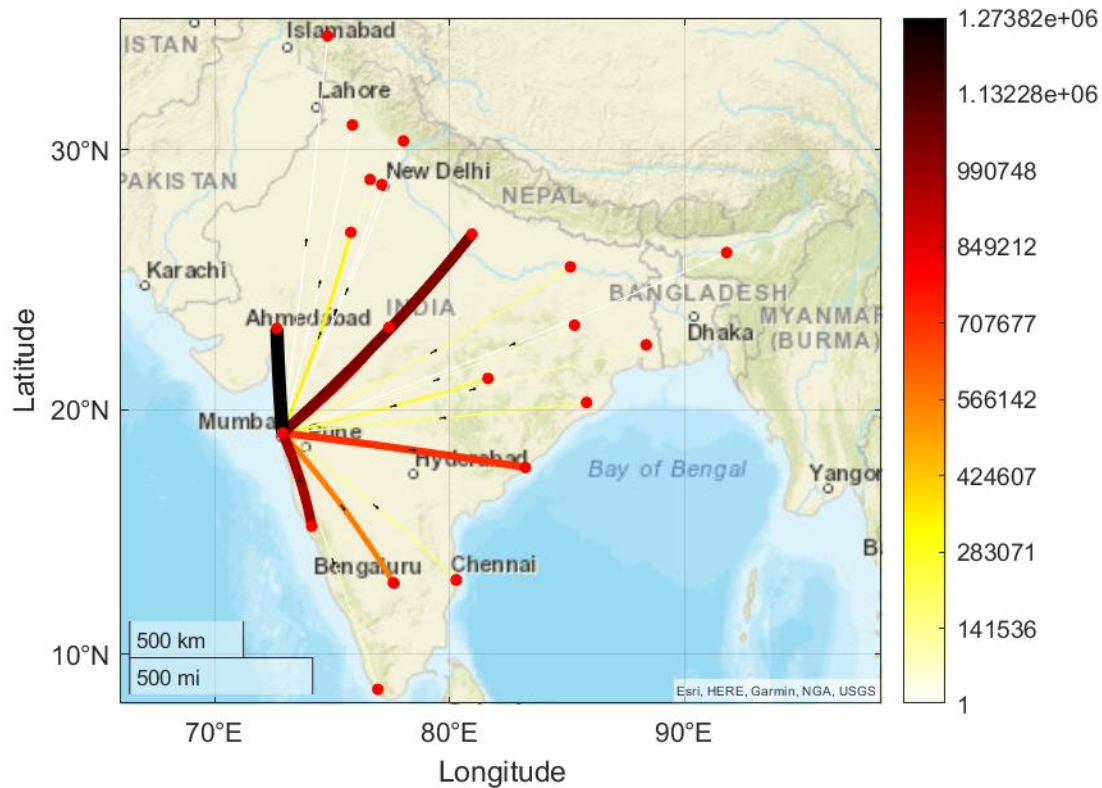 Islamabad
ISTAN
Lahore
30°N
New Delhi
PAKISTAN
NEPAL
Karachi
INDIA
BANGLADESH
Ahmedabad
MYANMAR
(BURMA)
Dhaka
20°N
Mumba
Pune
Hyderabad
Bay of Bengal
Yangon
Bengaluru
Chennai
500 km
500 mi
10°N
Esri, HERE, Garmin, NGA, USGS
70°E
80°E
90°E
Longitude
Latitude
1.27382e+06
1.13228e+06
990748
849212
707677
566142
424607
283071
141536
1